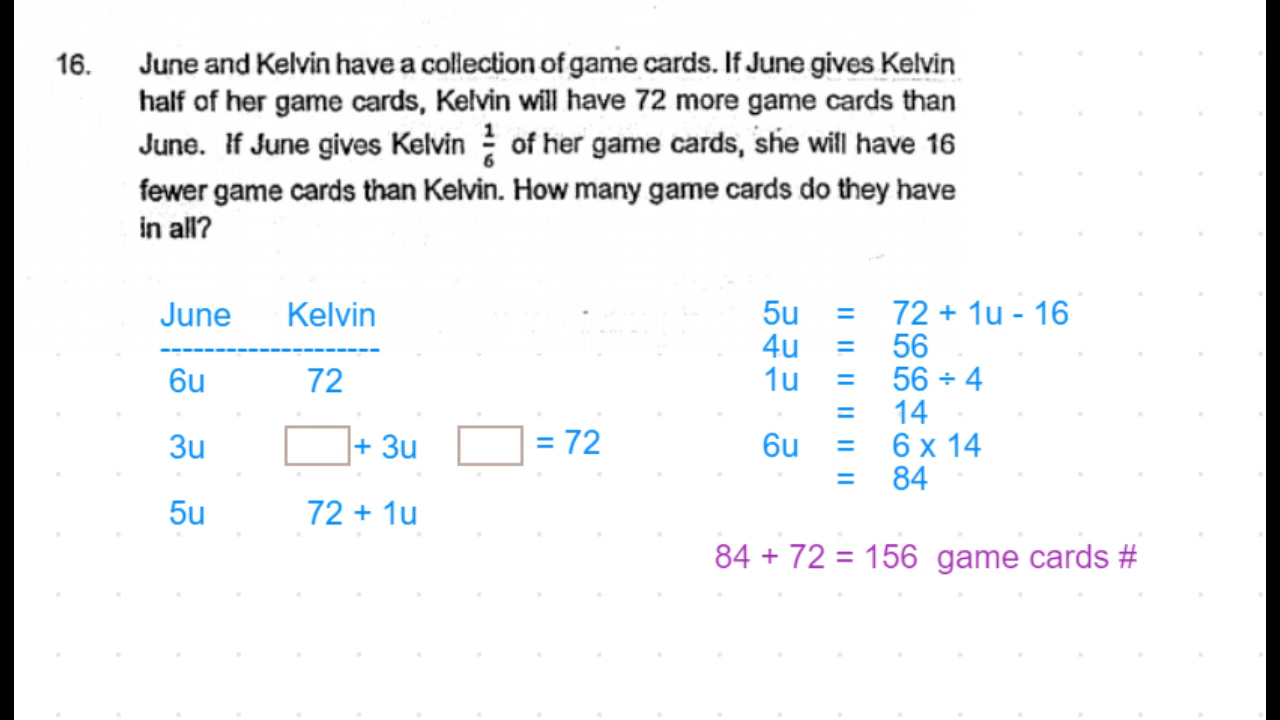 16. June and Kelvin have a collection of game cards. If June gives Kelvin
half of her game cards, Kelvin will have 72 more game cards than
June. If June gives Kelvin 1/6 of her game cards, she will have 16
fewer game cards than Kelvin. How many game cards do they have
in all?
June Kelvin
--------------------
6u 72
3u + 3u = 72
5u 72 + 1u
5u = 72 + 1u - 16
4u = 56
1u = 56 ÷ 4
= 14
6u = 6 x 14
= 84
84 + 72 = 156 game cards #